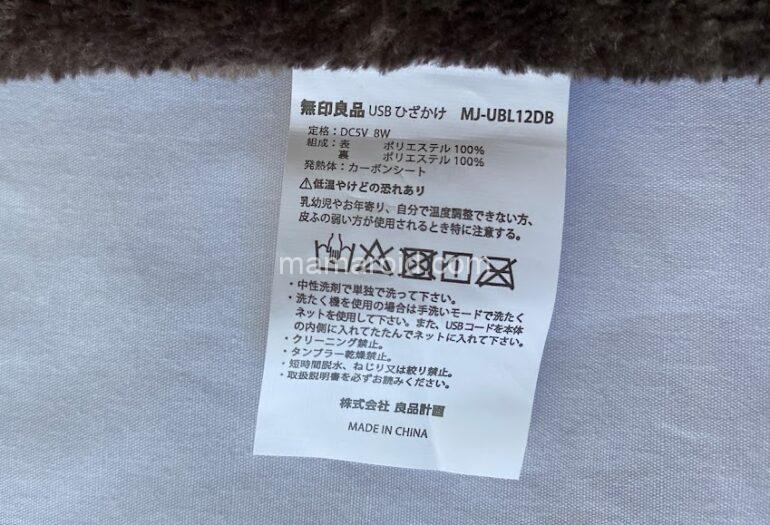 無印良品 USB ひざかけ MJ-UBL12DB
定格：DC5V 8W
組成：表 ポリエステル 100%
裏 ポリエステル 100%
発熱体：カーボンシート
⚠低温やけどの恐れあり
乳幼児やお年寄り、自分で温度調整できない方、
皮ふの弱い方が使用されるとき特に注意する。
mamaroid.com
・中性洗剤で単独で洗って下さい。
・洗たく機を使用の場合は手洗いモードで洗たく
ネットを使用して下さい。また、USBコードを本体
の内側に入れてたたんでネットに入れて下さい。
・クリーニング禁止。
・タンブラー乾燥禁止。
・短時間脱水、ねじり又は絞り禁止。
・取扱説明書を必ずお読みください。
株式会社 良品計画
MADE IN CHINA